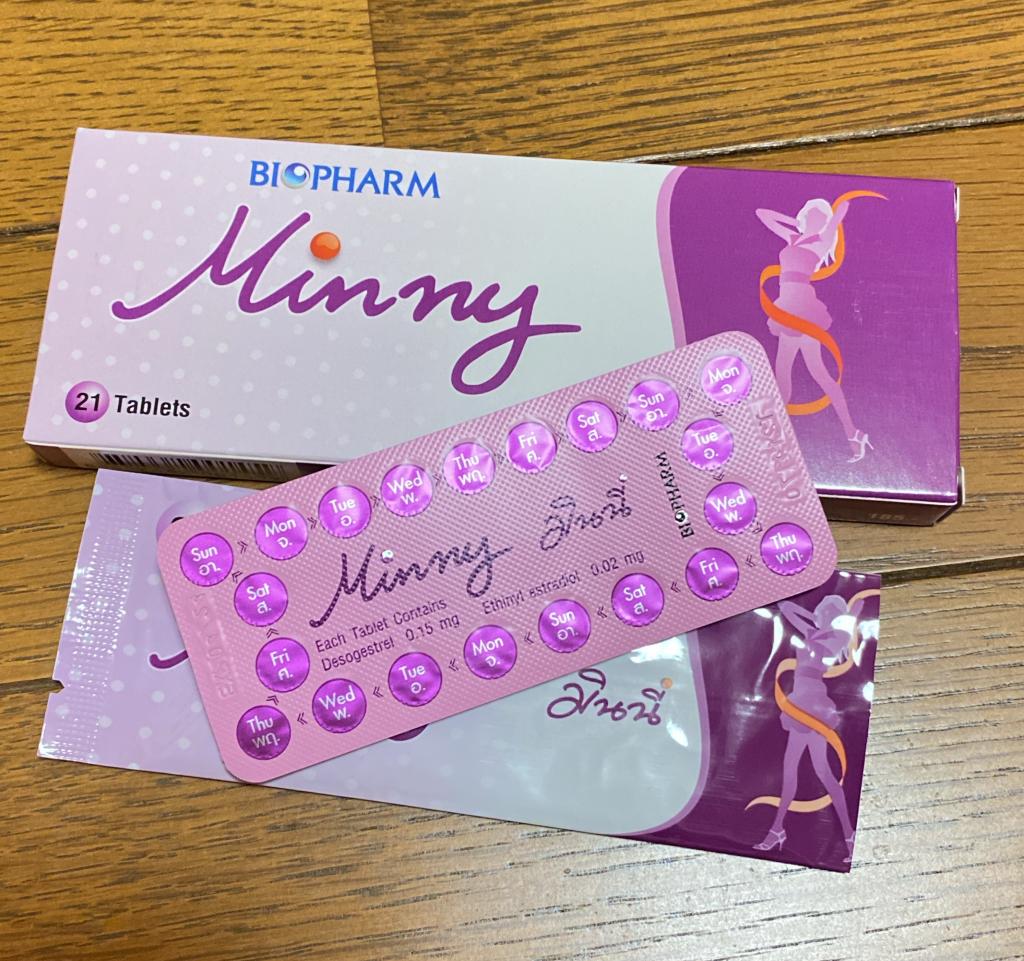 BIOPHARM
Minny
21 Tablets
Sun
อา.
Mon
จ.
Tue
อ.
Wed
พ.
Thu
พฤ.
Fri
ศ.
Sat
ส.
Sun
อา.
Mon
จ.
Tue
อ.
Wed
พ.
Thu
พฤ.
Fri
ศ.
Sat
ส.
Sun
อา.
Mon
จ.
Tue
อ.
Wed
พ.
Thu
พฤ.
Fri
ศ.
Sat
ส.
Minny มินนี่
BIOPHARM
Each Tablet Contains
Desogestrel 0.15 mg Ethinyl estradiol 0.02 mg
มินนี่